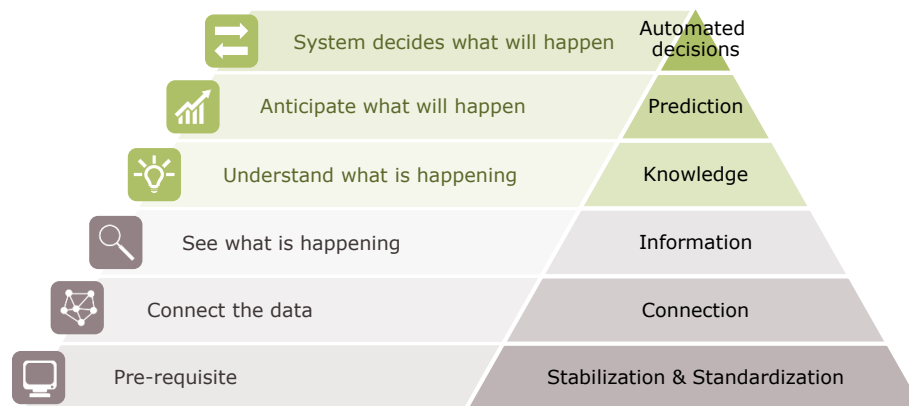 System decides what will happen
Automated
decisions
Anticipate what will happen
Prediction
Understand what is happening
Knowledge
See what is happening
Information
Connect the data
Connection
Pre-requisite
Stabilization & Standardization